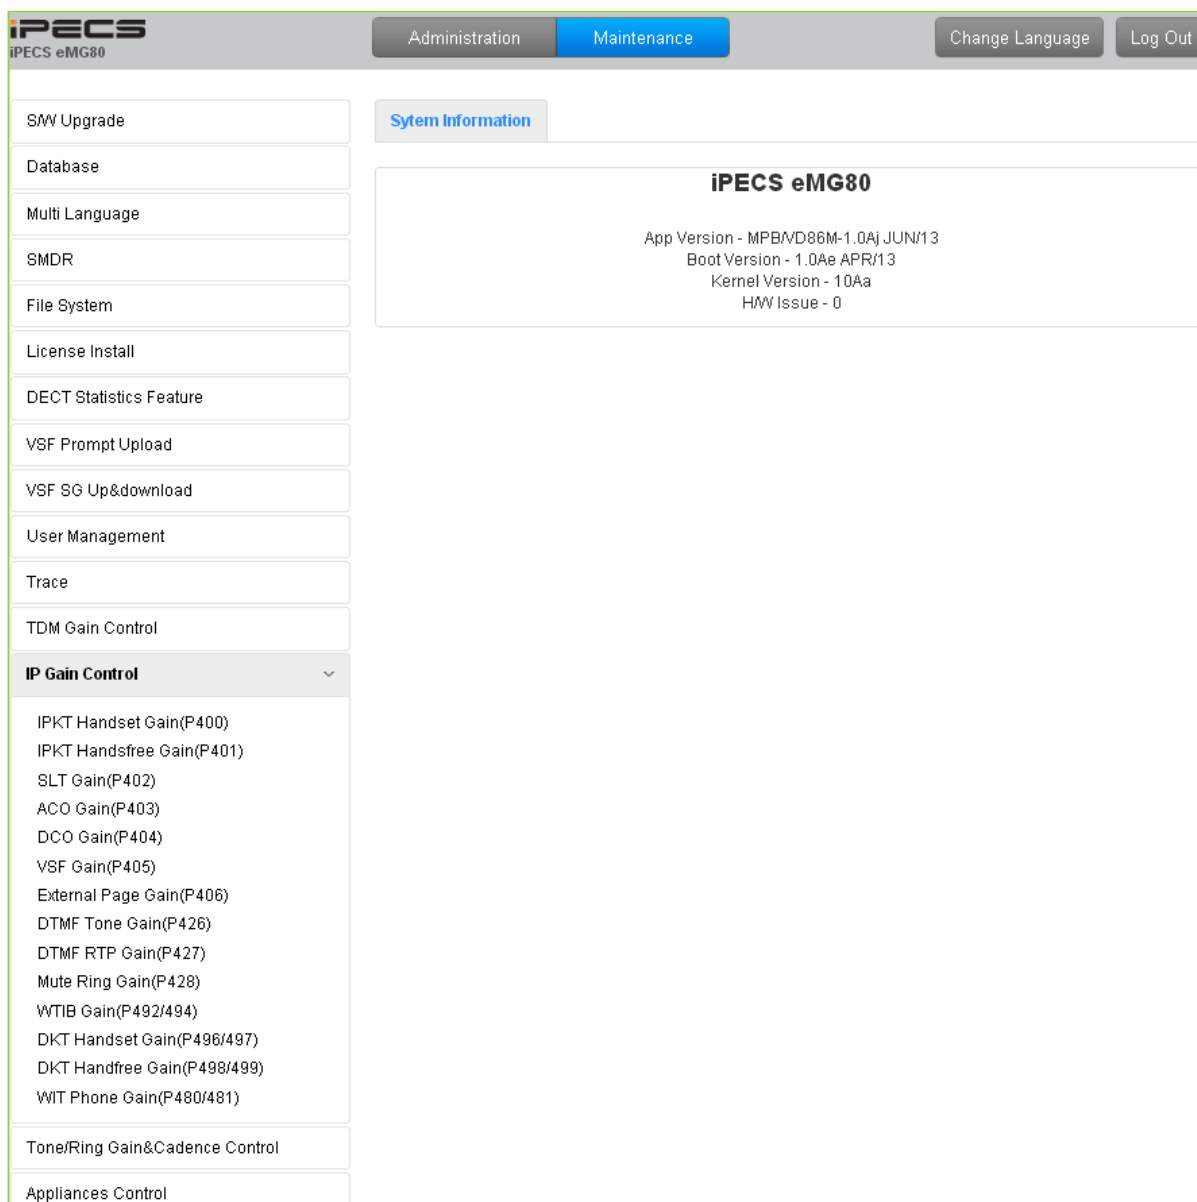 iPECS
iPECS eMG80
Administration
Maintenance
Change Language
Log Out
S/W Upgrade
Database
Multi Language
SMDR
File System
License Install
DECT Statistics Feature
VSF Prompt Upload
VSF SG Up&download
User Management
Trace
TDM Gain Control
IP Gain Control
IPKT Handset Gain(P400)
IPKT Handsfree Gain(P401)
SLT Gain(P402)
ACO Gain(P403)
DCO Gain(P404)
VSF Gain(P405)
External Page Gain(P406)
DTMF Tone Gain(P426)
DTMF RTP Gain(P427)
Mute Ring Gain(P428)
WTIB Gain(P492/494)
DKT Handset Gain(P496/497)
DKT Handfree Gain(P498/499)
WIT Phone Gain(P480/481)
Tone/Ring Gain&Cadence Control
Appliances Control
Sytem Information
iPECS eMG80
App Version - MPB/VD86M-1.0Aj JUN/13
Boot Version - 1.0Ae APR/13
Kernel Version - 10Aa
H/W Issue - 0